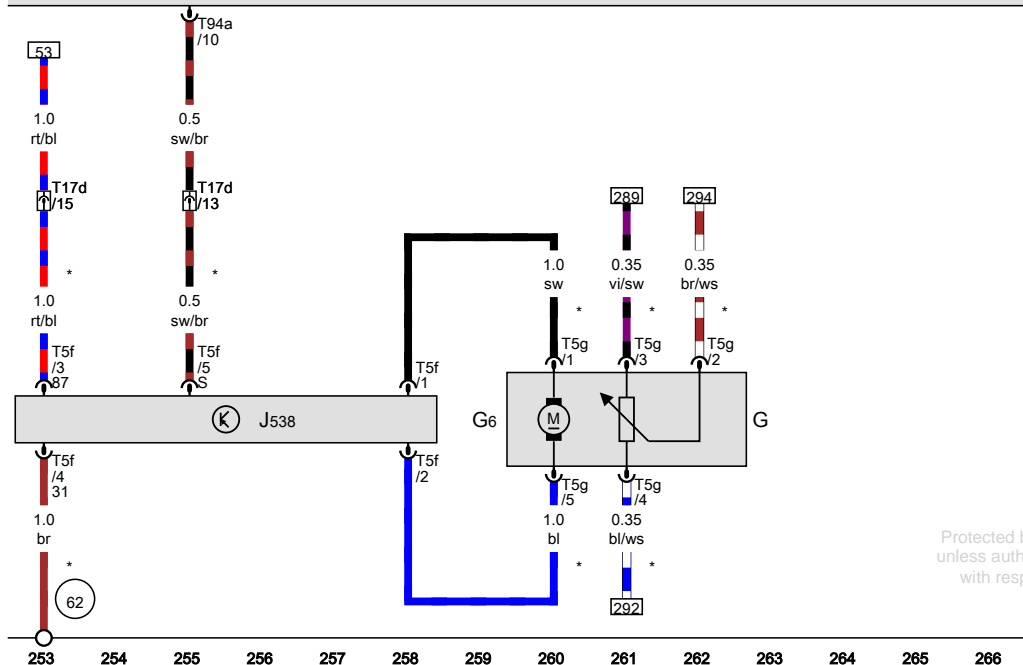 T94a
/10
53
1.0
rt/bl
0.5
sw/br
T17d
/15
T17d
/13
289
294
*
*
1.0
sw
0.35
vi/sw
0.35
br/ws
1.0
rt/bl
0.5
sw/br
*
*
*
T5f
/3
87
T5f
/5
S
T5f
/1
T5g
/1
T5g
/3
T5g
/2
J538
G6
M
G
T5f
/4
31
T5f
/2
T5g
/5
T5g
/4
1.0
br
1.0
bl
0.35
bl/ws
*
*
*
62
292
Protected b
unless auth
with resp
253 254 255 256 257 258 259 260 261 262 263 264 265 266